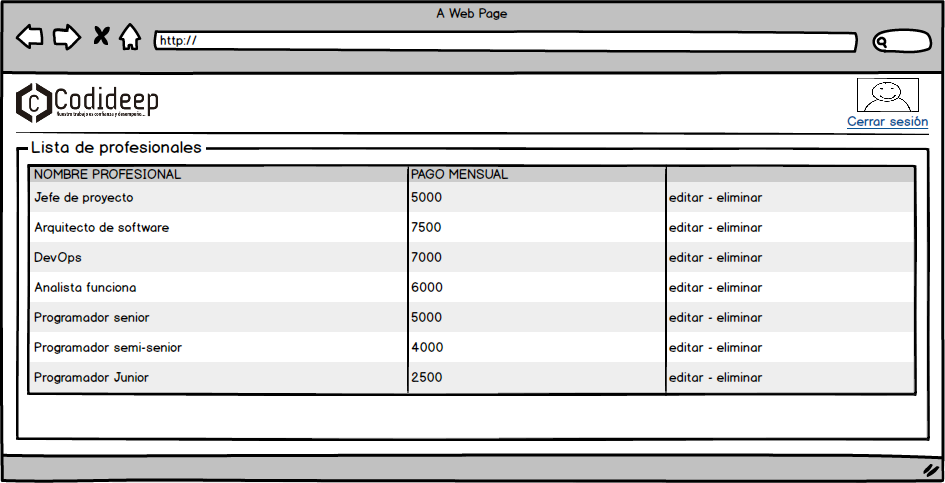 A Web Page
http://
Codideep
Nuestro trabajo es confianza y desempeño...
Cerrar sesión
Lista de profesionales
NOMBRE PROFESIONAL PAGO MENSUAL
Jefe de proyecto 5000 editar - eliminar
Arquitecto de software 7500 editar - eliminar
DevOps 7000 editar - eliminar
Analista funciona 6000 editar - eliminar
Programador senior 5000 editar - eliminar
Programador semi-senior 4000 editar - eliminar
Programador Junior 2500 editar - eliminar